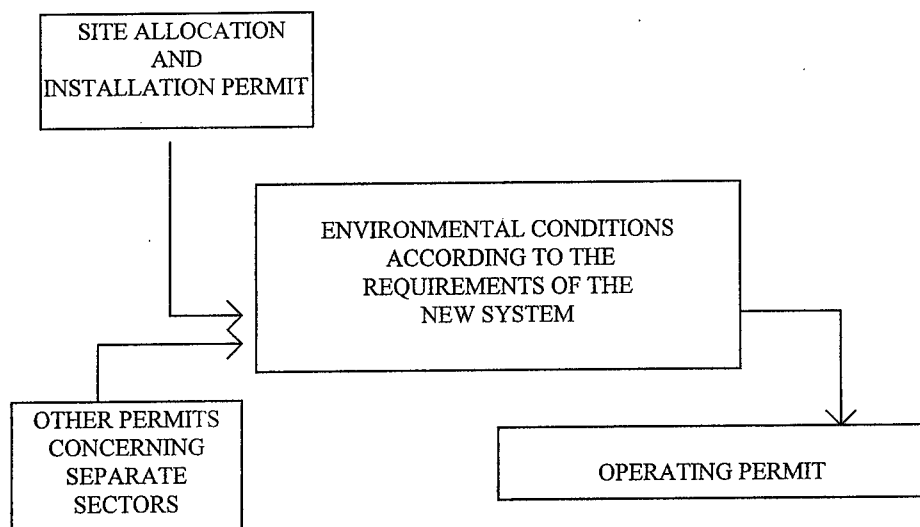 SITE ALLOCATION
AND
INSTALLATION PERMIT
ENVIRONMENTAL CONDITIONS
ACCORDING TO THE
REQUIREMENTS OF THE
NEW SYSTEM
OTHER PERMITS
CONCERNING
SEPARATE
SECTORS
OPERATING PERMIT